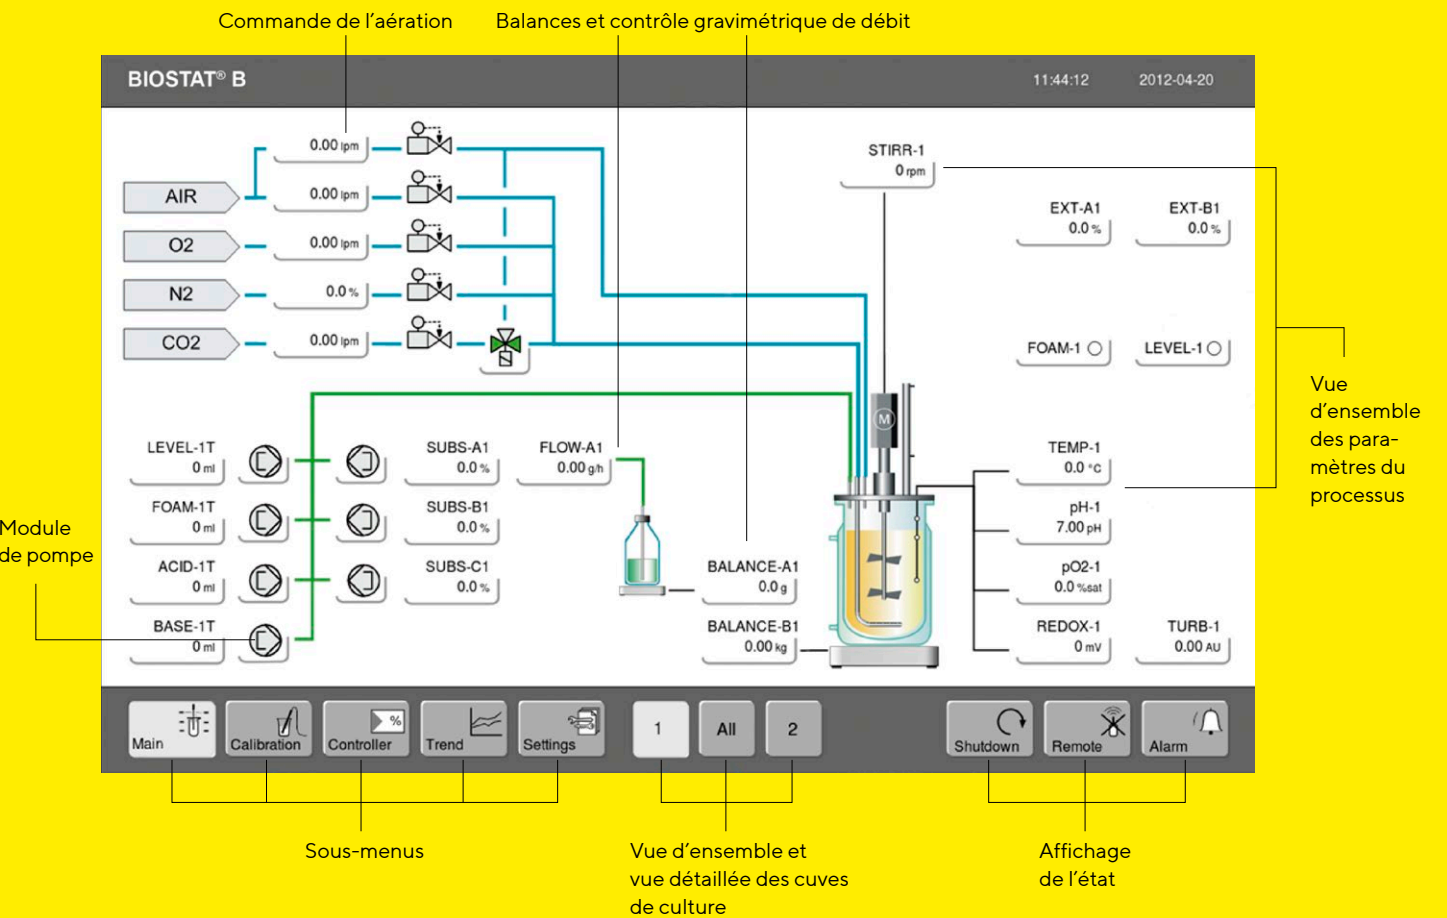 Commande de l’aération
Balances et contrôle gravimétrique de débit
BIOSTAT® B
11:44:12
2012-04-20
0.00 lpm
STIRR-1
0 rpm
AIR
0.00 lpm
EXT-A1
0.0 %
EXT-B1
0.0 %
O2
0.00 lpm
N2
0.0 %
CO2
0.00 lpm
FOAM-1
LEVEL-1
Vue
d’ensemble
des para-
mètres du
processus
M
LEVEL-1T
0 ml
SUBS-A1
0.0 %
FLOW-A1
0.00 g/h
TEMP-1
0.0 °C
FOAM-1T
0 ml
SUBS-B1
0.0 %
pH-1
7.00 pH
Module
de pompe
ACID-1T
0 ml
SUBS-C1
0.0 %
BALANCE-A1
0.0 g
pO2-1
0.0 %sat
BASE-1T
0 ml
BALANCE-B1
0.00 kg
REDOX-1
0 mV
TURB-1
0.00 AU
Main
Calibration
%
Controller
Trend
Settings
1
All
2
Shutdown
Remote
Alarm
Sous-menus
Vue d’ensemble et
vue détaillée des cuves
de culture
Affichage
de l’état